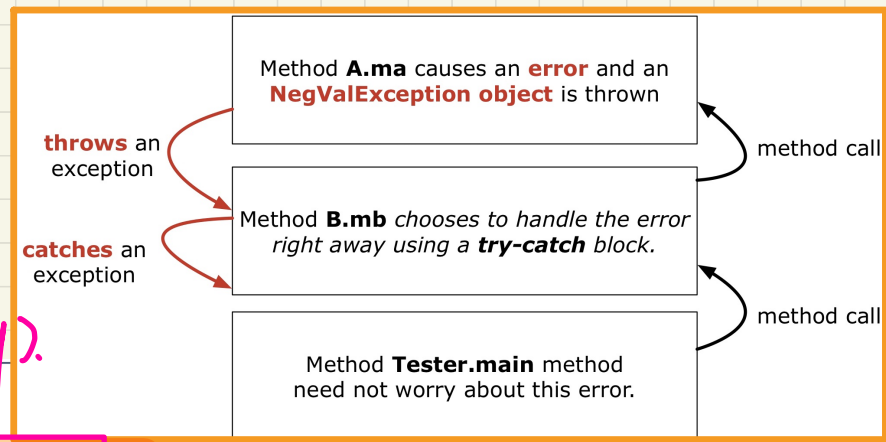 Method A.ma causes an error and an
NegValException object is thrown
throws an
exception
method call
Method B.mb chooses to handle the error
right away using a try-catch block.
catches an
exception
method call
Method Tester.main method
need not worry about this error.